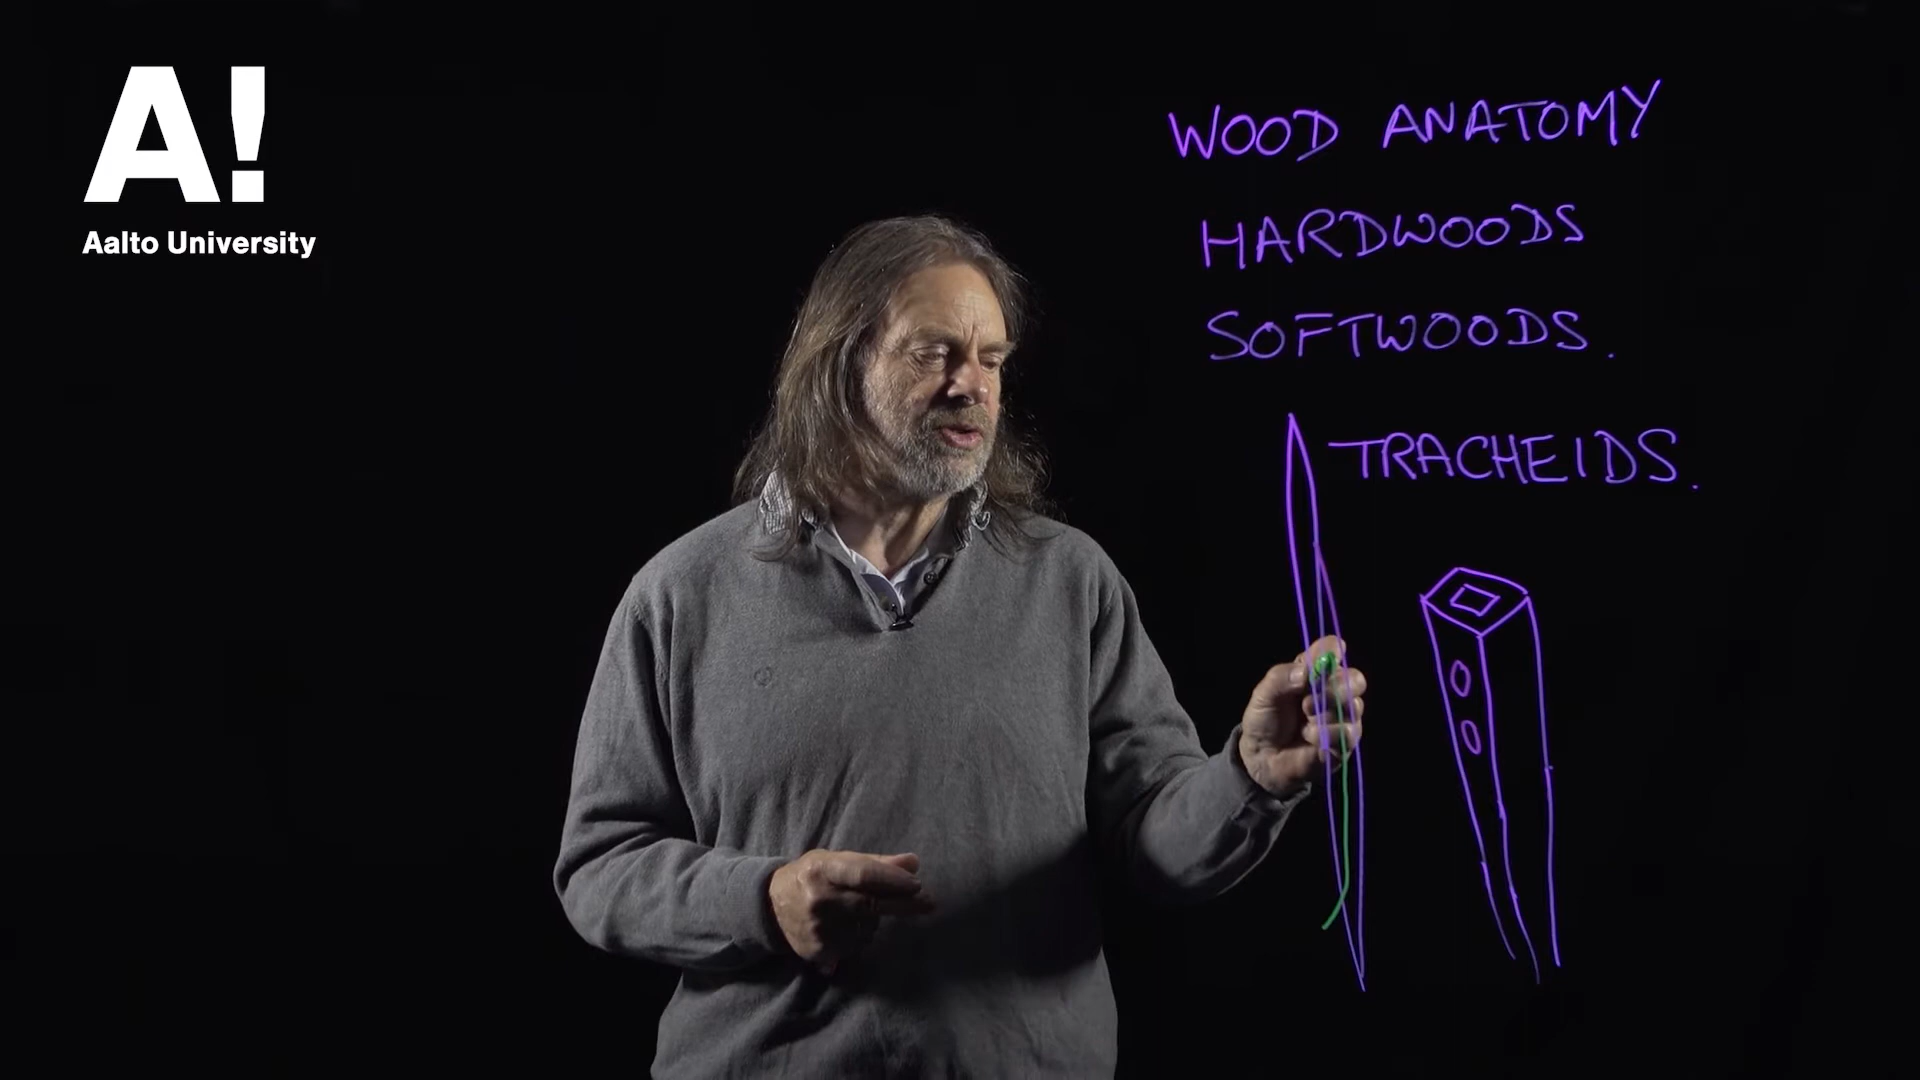 A!
Aalto University
WOOD ANATOMY
HARDWOODS
SOFTWOODS.
TRACHEIDS.